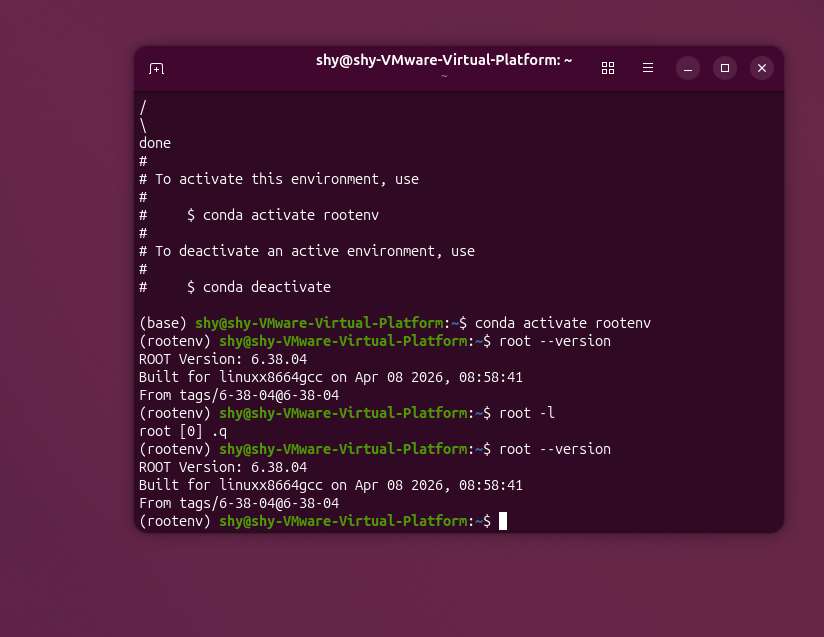 shy@shy-VMware-Virtual-Platform: ~
~
/
\
done
#
# To activate this environment, use
#
#     $ conda activate rootenv
#
# To deactivate an active environment, use
#
#     $ conda deactivate
(base) shy@shy-VMware-Virtual-Platform:~$ conda activate rootenv
(rootenv) shy@shy-VMware-Virtual-Platform:~$ root --version
ROOT Version: 6.38.04
Built for linuxx8664gcc on Apr 08 2026, 08:58:41
From tags/6-38-04@6-38-04
(rootenv) shy@shy-VMware-Virtual-Platform:~$ root -l
root [0] .q
(rootenv) shy@shy-VMware-Virtual-Platform:~$ root --version
ROOT Version: 6.38.04
Built for linuxx8664gcc on Apr 08 2026, 08:58:41
From tags/6-38-04@6-38-04
(rootenv) shy@shy-VMware-Virtual-Platform:~$